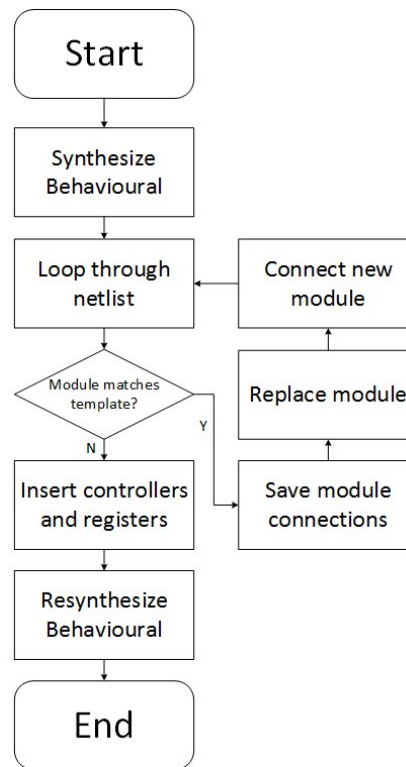 Start
Synthesize
Behavioural
Loop through
netlist
Connect new
module
Module matches
template?
Replace module
Y
N
Insert controllers
and registers
Save module
connections
Resynthesize
Behavioural
End